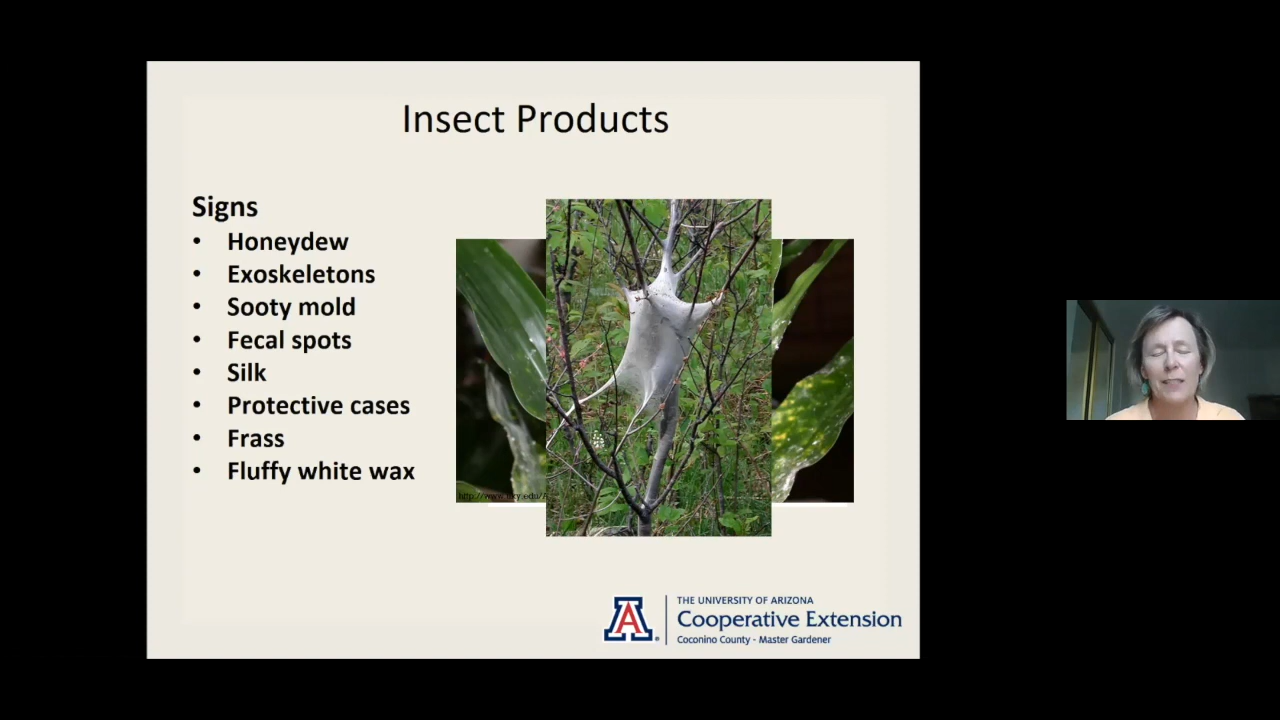 Insect Products
Signs
• Honeydew
• Exoskeletons
• Sooty mold
• Fecal spots
• Silk
• Protective cases
• Frass
• Fluffy white wax
THE UNIVERSITY OF ARIZONA
Cooperative Extension
Coconino County - Master Gardener